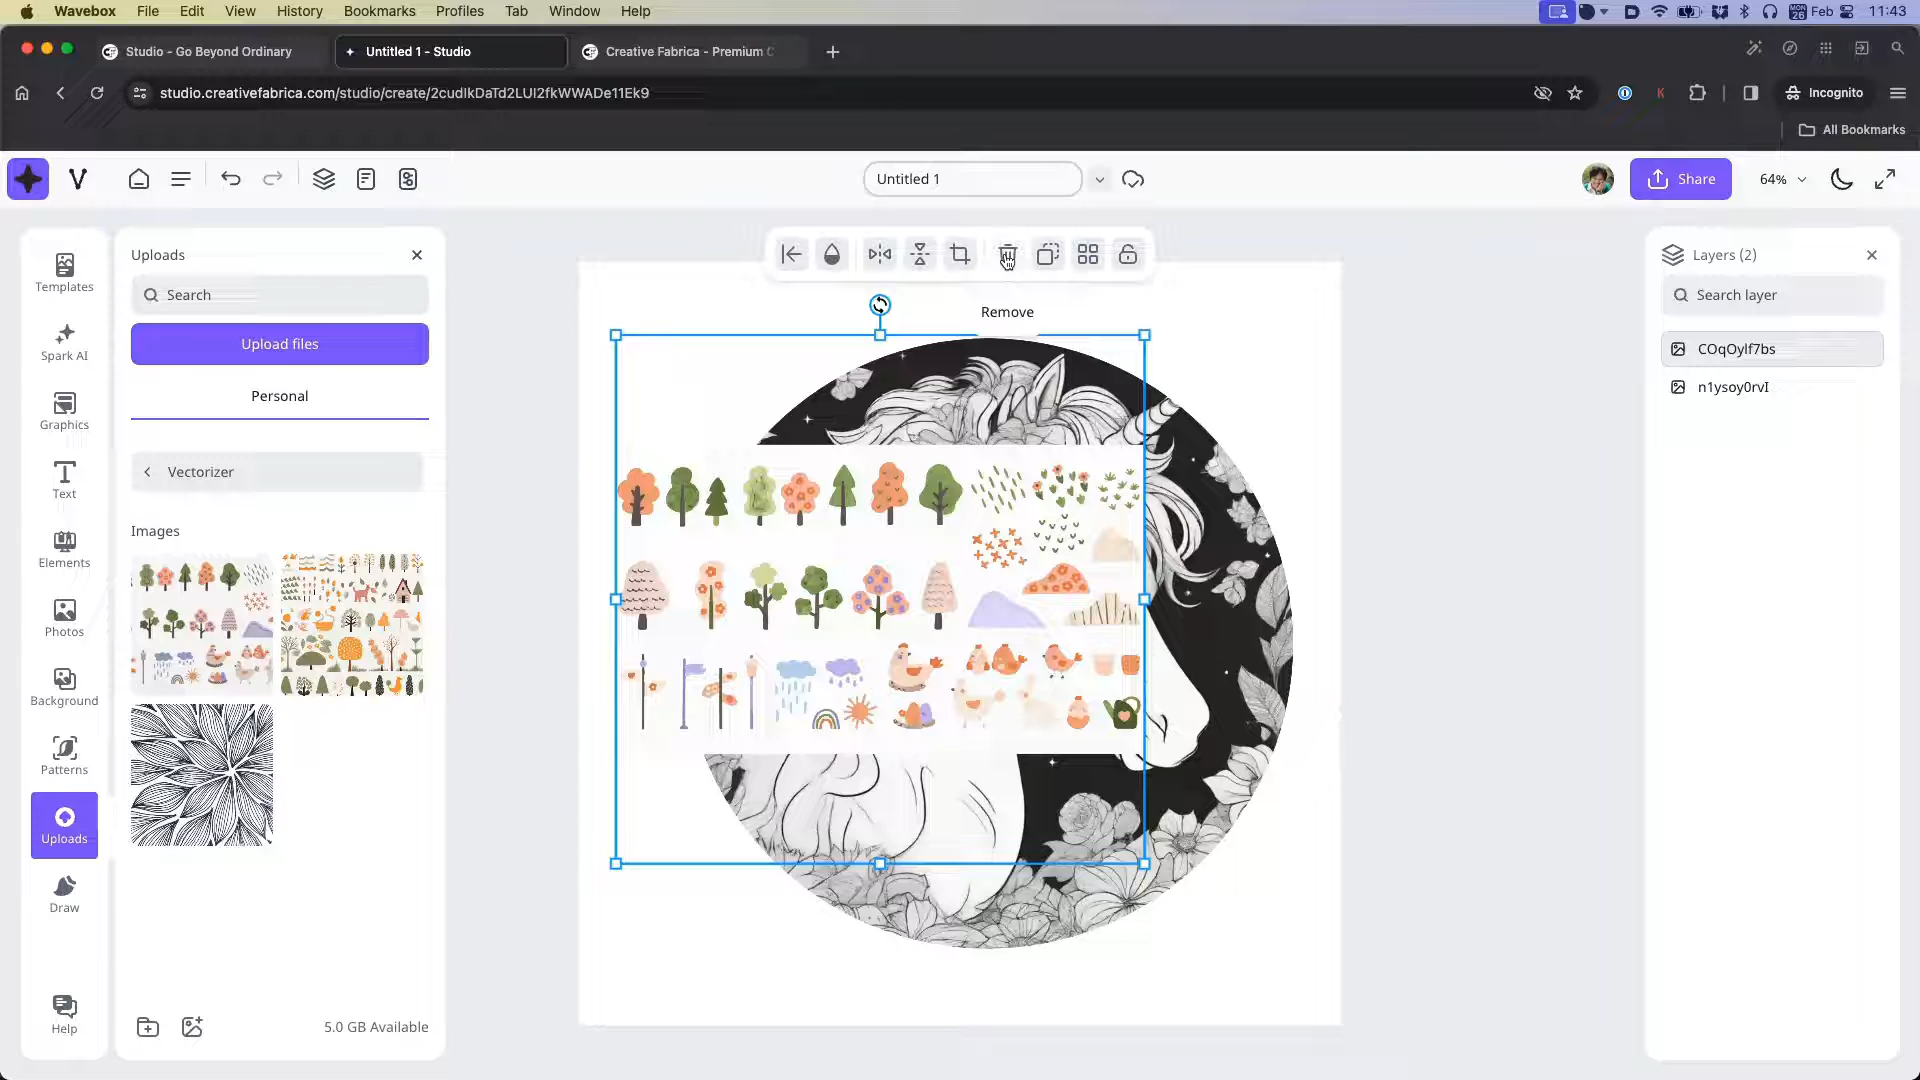 Wavebox File Edit View History Bookmarks Profiles Tab Window Help
MON 26 Feb 11:43
Studio - Go Beyond Ordinary
Untitled 1 - Studio
Creative Fabrica - Premium C
studio.creativefabrica.com/studio/create/2cudIkDaTd2LUI2fkWWADe11Ek9
K
Incognito
All Bookmarks
Untitled 1
Share
64%
Templates
Spark AI
Graphics
Text
Elements
Photos
Background
Patterns
Uploads
Draw
Help
Uploads
Search
Upload files
Personal
Vectorizer
Images
5.0 GB Available
Remove
Layers (2)
Search layer
COqOylf7bs
n1ysoy0rvI